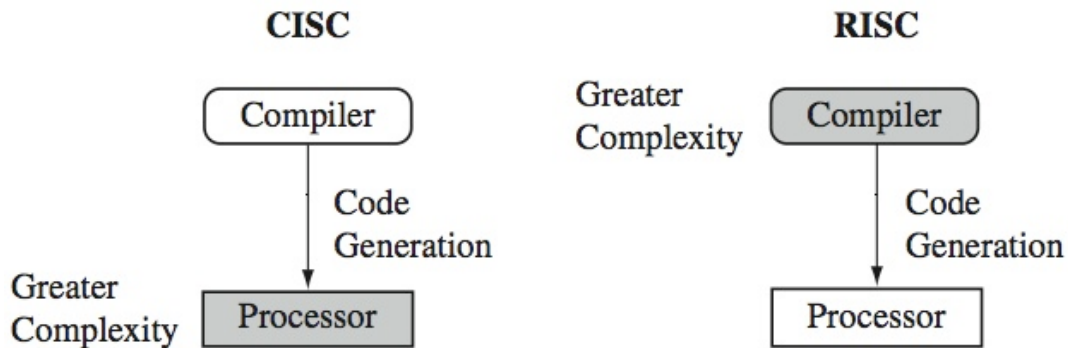 CISC
Compiler
Code
Generation
Greater
Complexity
Processor
RISC
Greater
Complexity
Compiler
Code
Generation
Processor